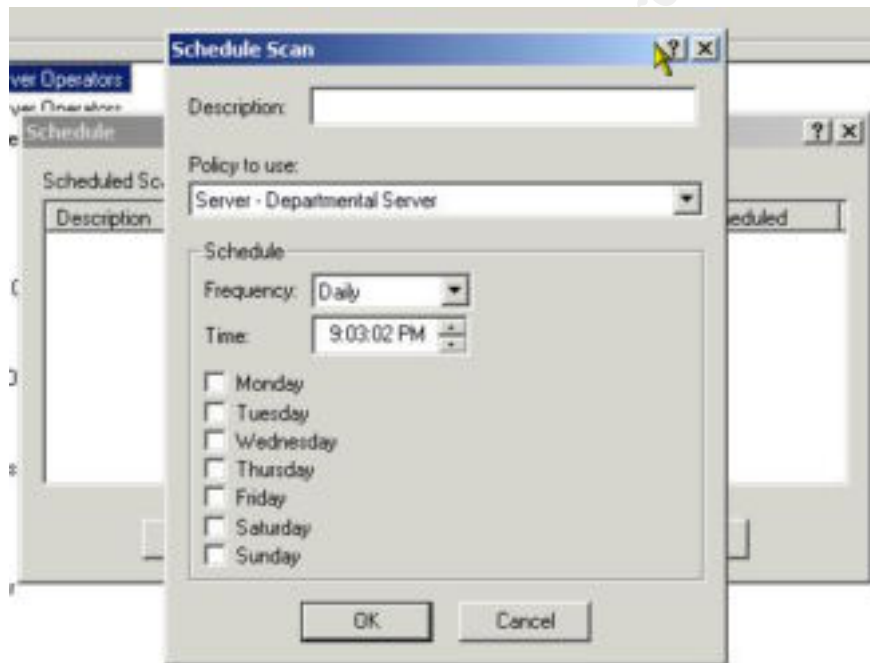 Schedule Scan
ver Operators
Operators
Description:
Schedule
Policy to use:
Scheduled Sc
Server - Departmental Server
Description
eduled
Schedule
Frequency: Daily
Time: 9:03:02 PM
Monday
Tuesday
Wednesday
Thursday
Friday
Saturday
Sunday
OK
Cancel